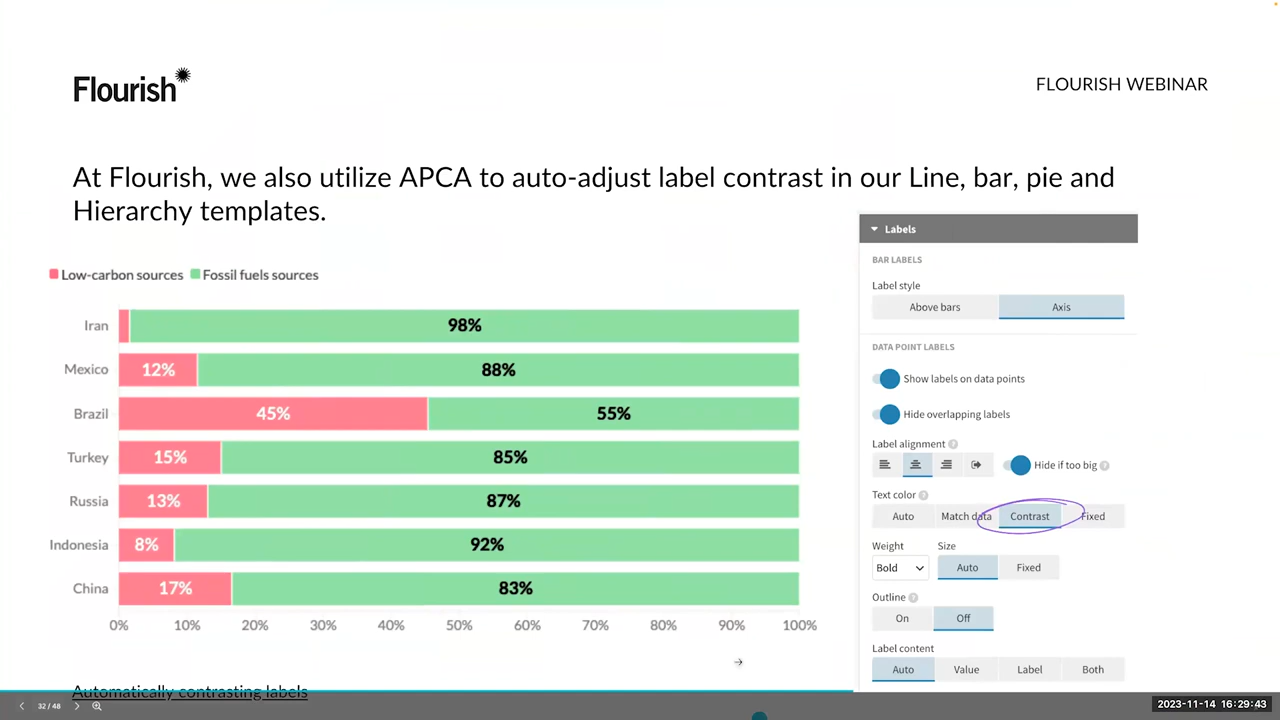 Flourish
FLOURISH WEBINAR
At Flourish, we also utilize APCA to auto-adjust label contrast in our Line, bar, pie and
Hierarchy templates.
Low-carbon sources Fossil fuels sources
Iran 98%
Mexico 12% 88%
Brazil 45% 55%
Turkey 15% 85%
Russia 13% 87%
Indonesia 8% 92%
China 17% 83%
0% 10% 20% 30% 40% 50% 60% 70% 80% 90% 100%
Labels
BAR LABELS
Label style
Above bars Axis
DATA POINT LABELS
Show labels on data points
Hide overlapping labels
Label alignment ?
Hide if too big ?
Text color ?
Auto Match data Contrast Fixed
Weight Size
Bold Auto Fixed
Outline ?
On Off
Label content
Auto Value Label Both
Automatically contrasting labels
32 / 48
2023-11-14 16:29:43